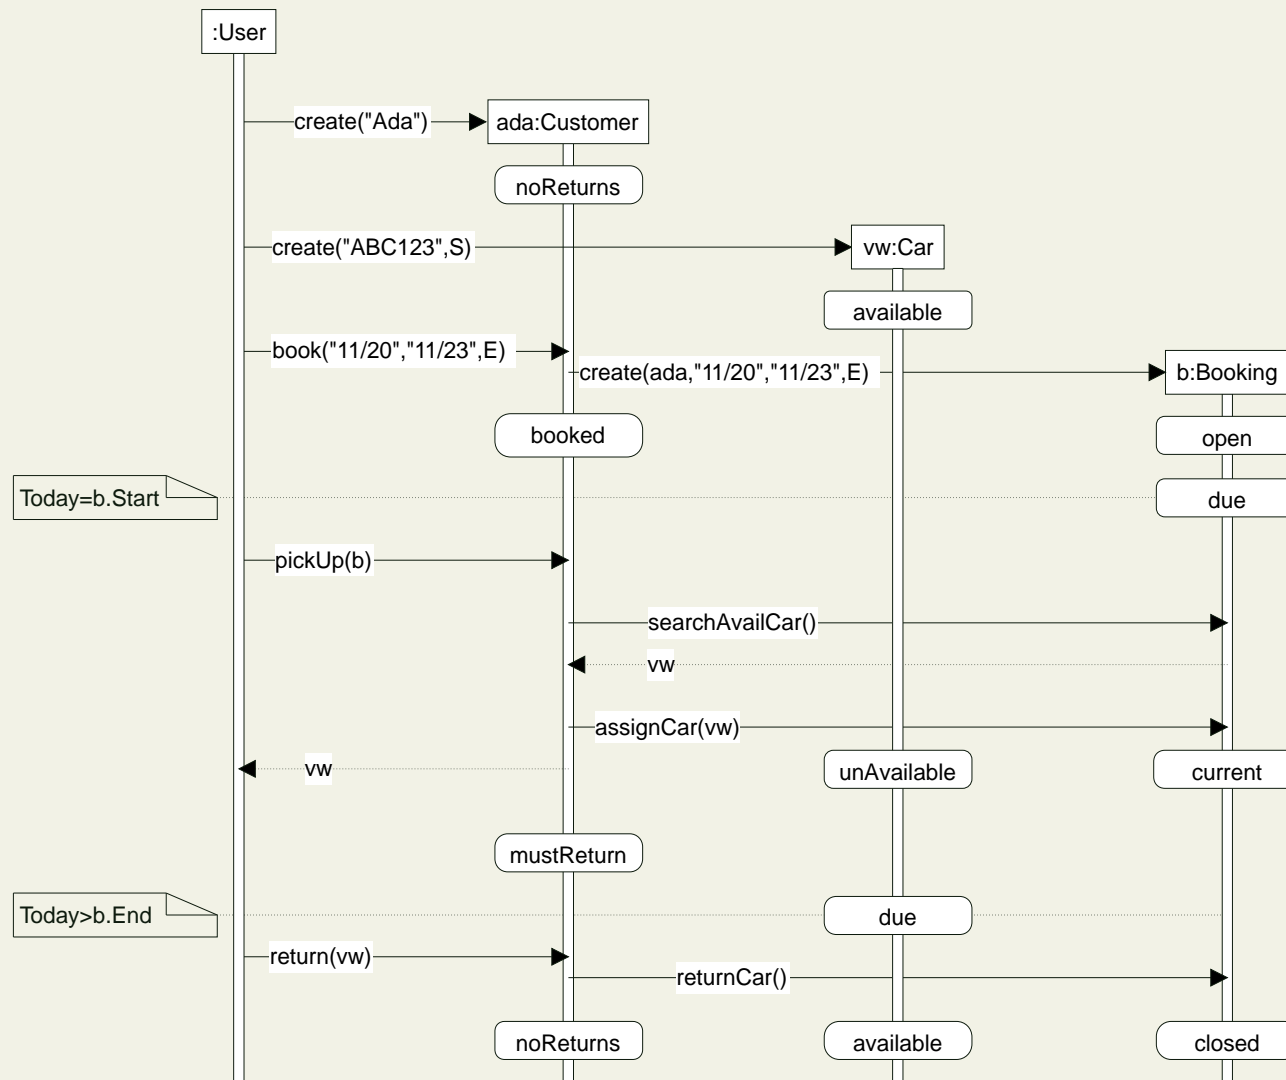 :User
create("Ada")
ada:Customer
noReturns
create("ABC123",S)
vw:Car
available
book("11/20","11/23",E)
create(ada,"11/20","11/23",E)
b:Booking
booked
open
Today=b.Start
due
pickUp(b)
searchAvailCar()
vw
assignCar(vw)
vw
unAvailable
current
mustReturn
Today>b.End
due
return(vw)
returnCar()
noReturns
available
closed